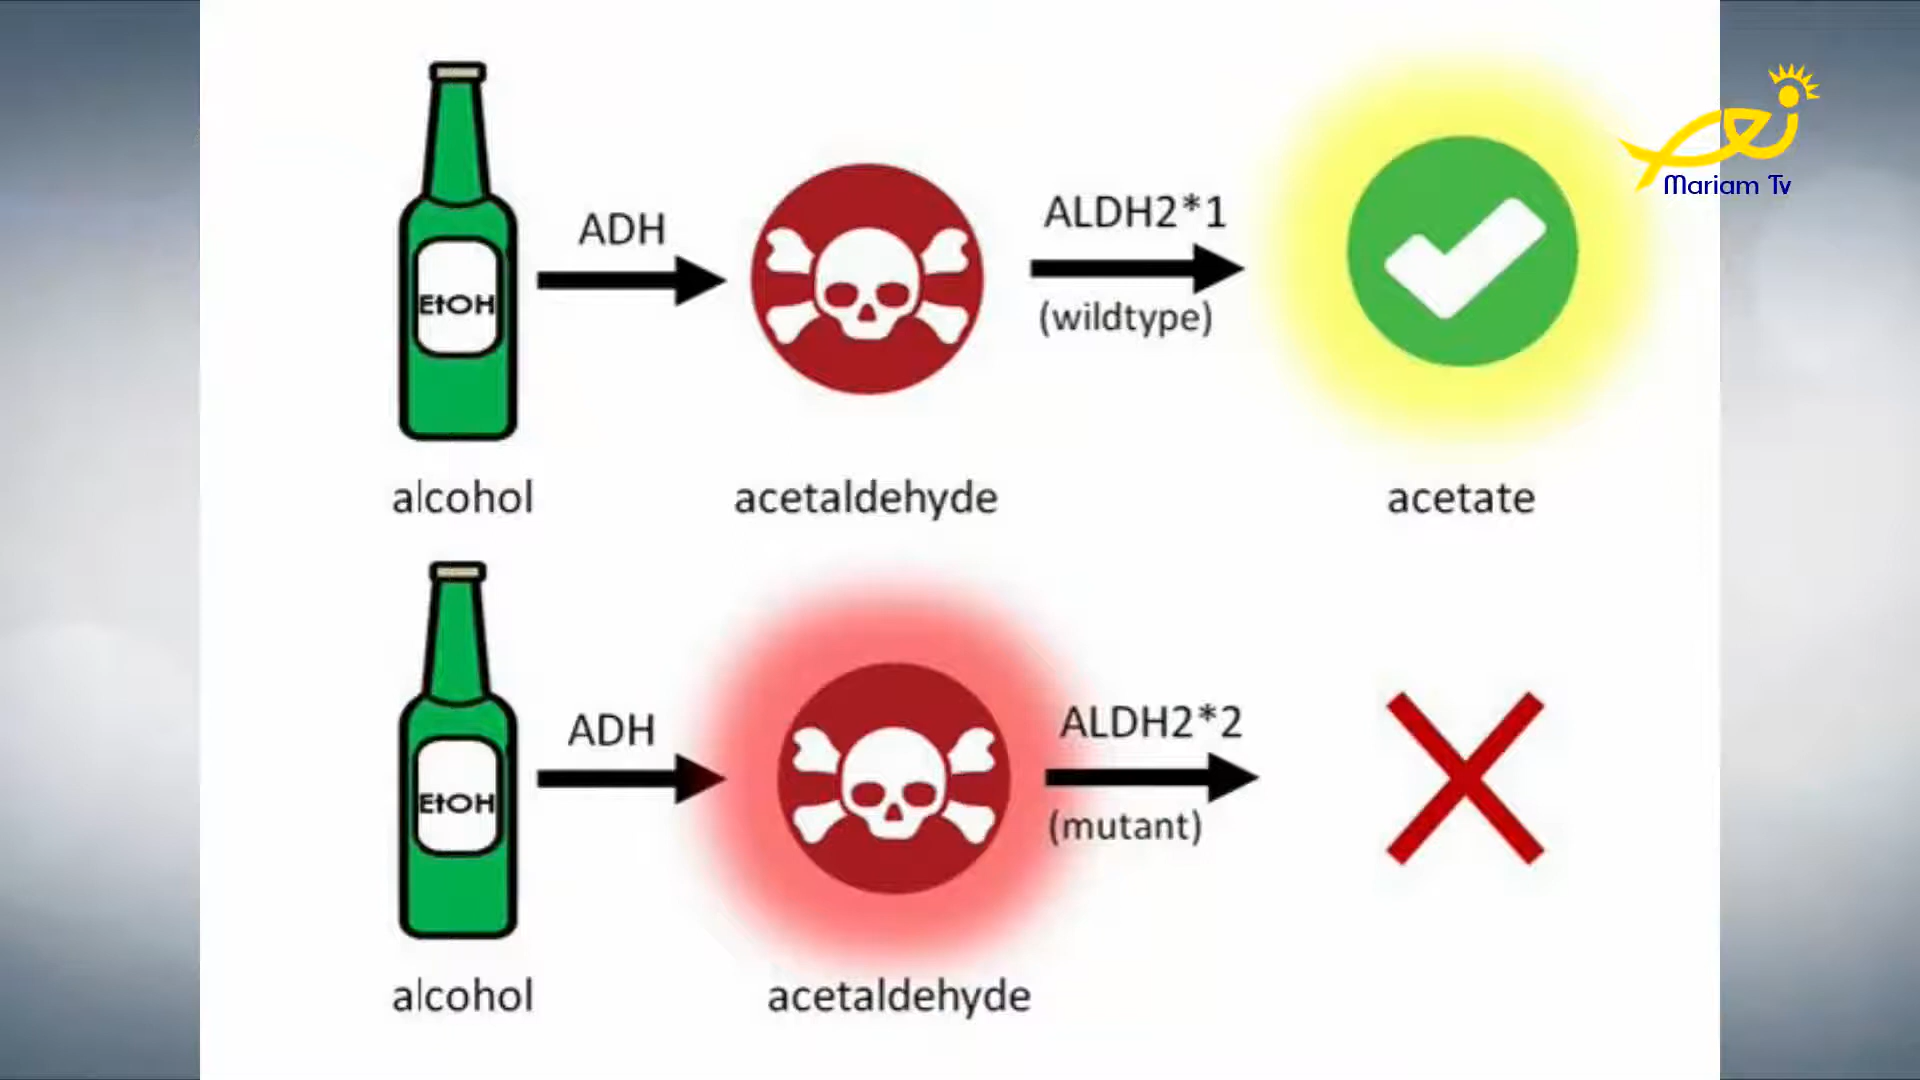 EtOH
ADH
ALDH2*1
(wildtype)
alcohol
acetaldehyde
acetate
EtOH
ADH
ALDH2*2
(mutant)
alcohol
acetaldehyde
Mariam Tv